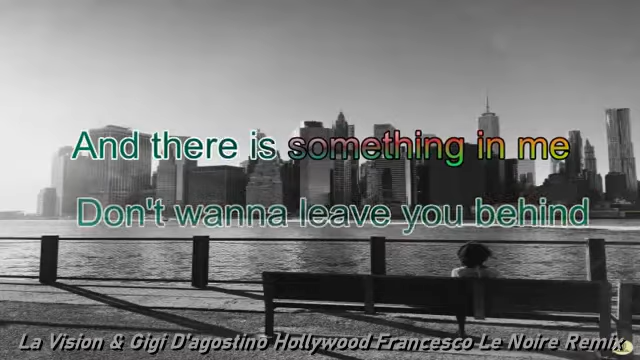 And there is something in me
Don't wanna leave you behind
La Vision & Gigi D'agostino Hollywood Francesco Le Noire Remix